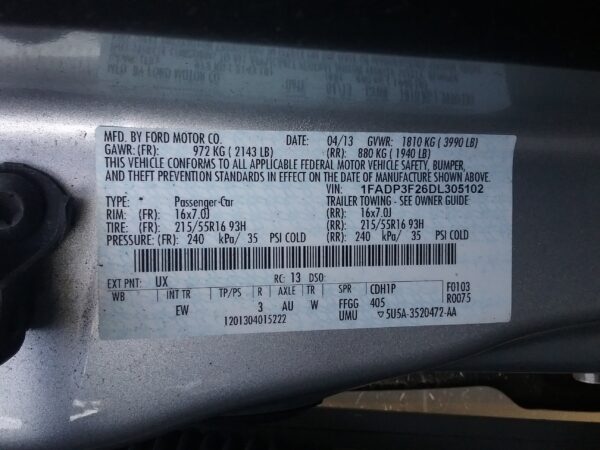 MFD. BY FORD MOTOR CO. DATE: 04/13 GVWR: 1810 KG ( 3990 LB)
GAWR: (FR): 972 KG ( 2143 LB) (RR): 880 KG ( 1940 LB)
THIS VEHICLE CONFORMS TO ALL APPLICABLE FEDERAL MOTOR VEHICLE SAFETY, BUMPER,
AND THEFT PREVENTION STANDARDS IN EFFECT ON THE DATE OF MANUFACTURE SHOWN ABOVE.
VIN: 1FADP3F26DL305102
TYPE: * Passenger-Car TRAILER TOWING - SEE OWNER GUIDE
RIM: (FR): 16x7.0J (RR): 16x7.0J
TIRE: (FR): 215/55R16 93H (RR): 215/55R16 93H
PRESSURE: (FR): 240 kPa/ 35 PSI COLD (RR): 240 kPa/ 35 PSI COLD
EXT PNT: UX RC: 13 DSO:
WB INT TR TP/PS R AXLE TR SPR CDH1P F0103
EW 3 AU W FFGG 405 R0075
1201304015222 UMU ▽5U5A-3520472-AA